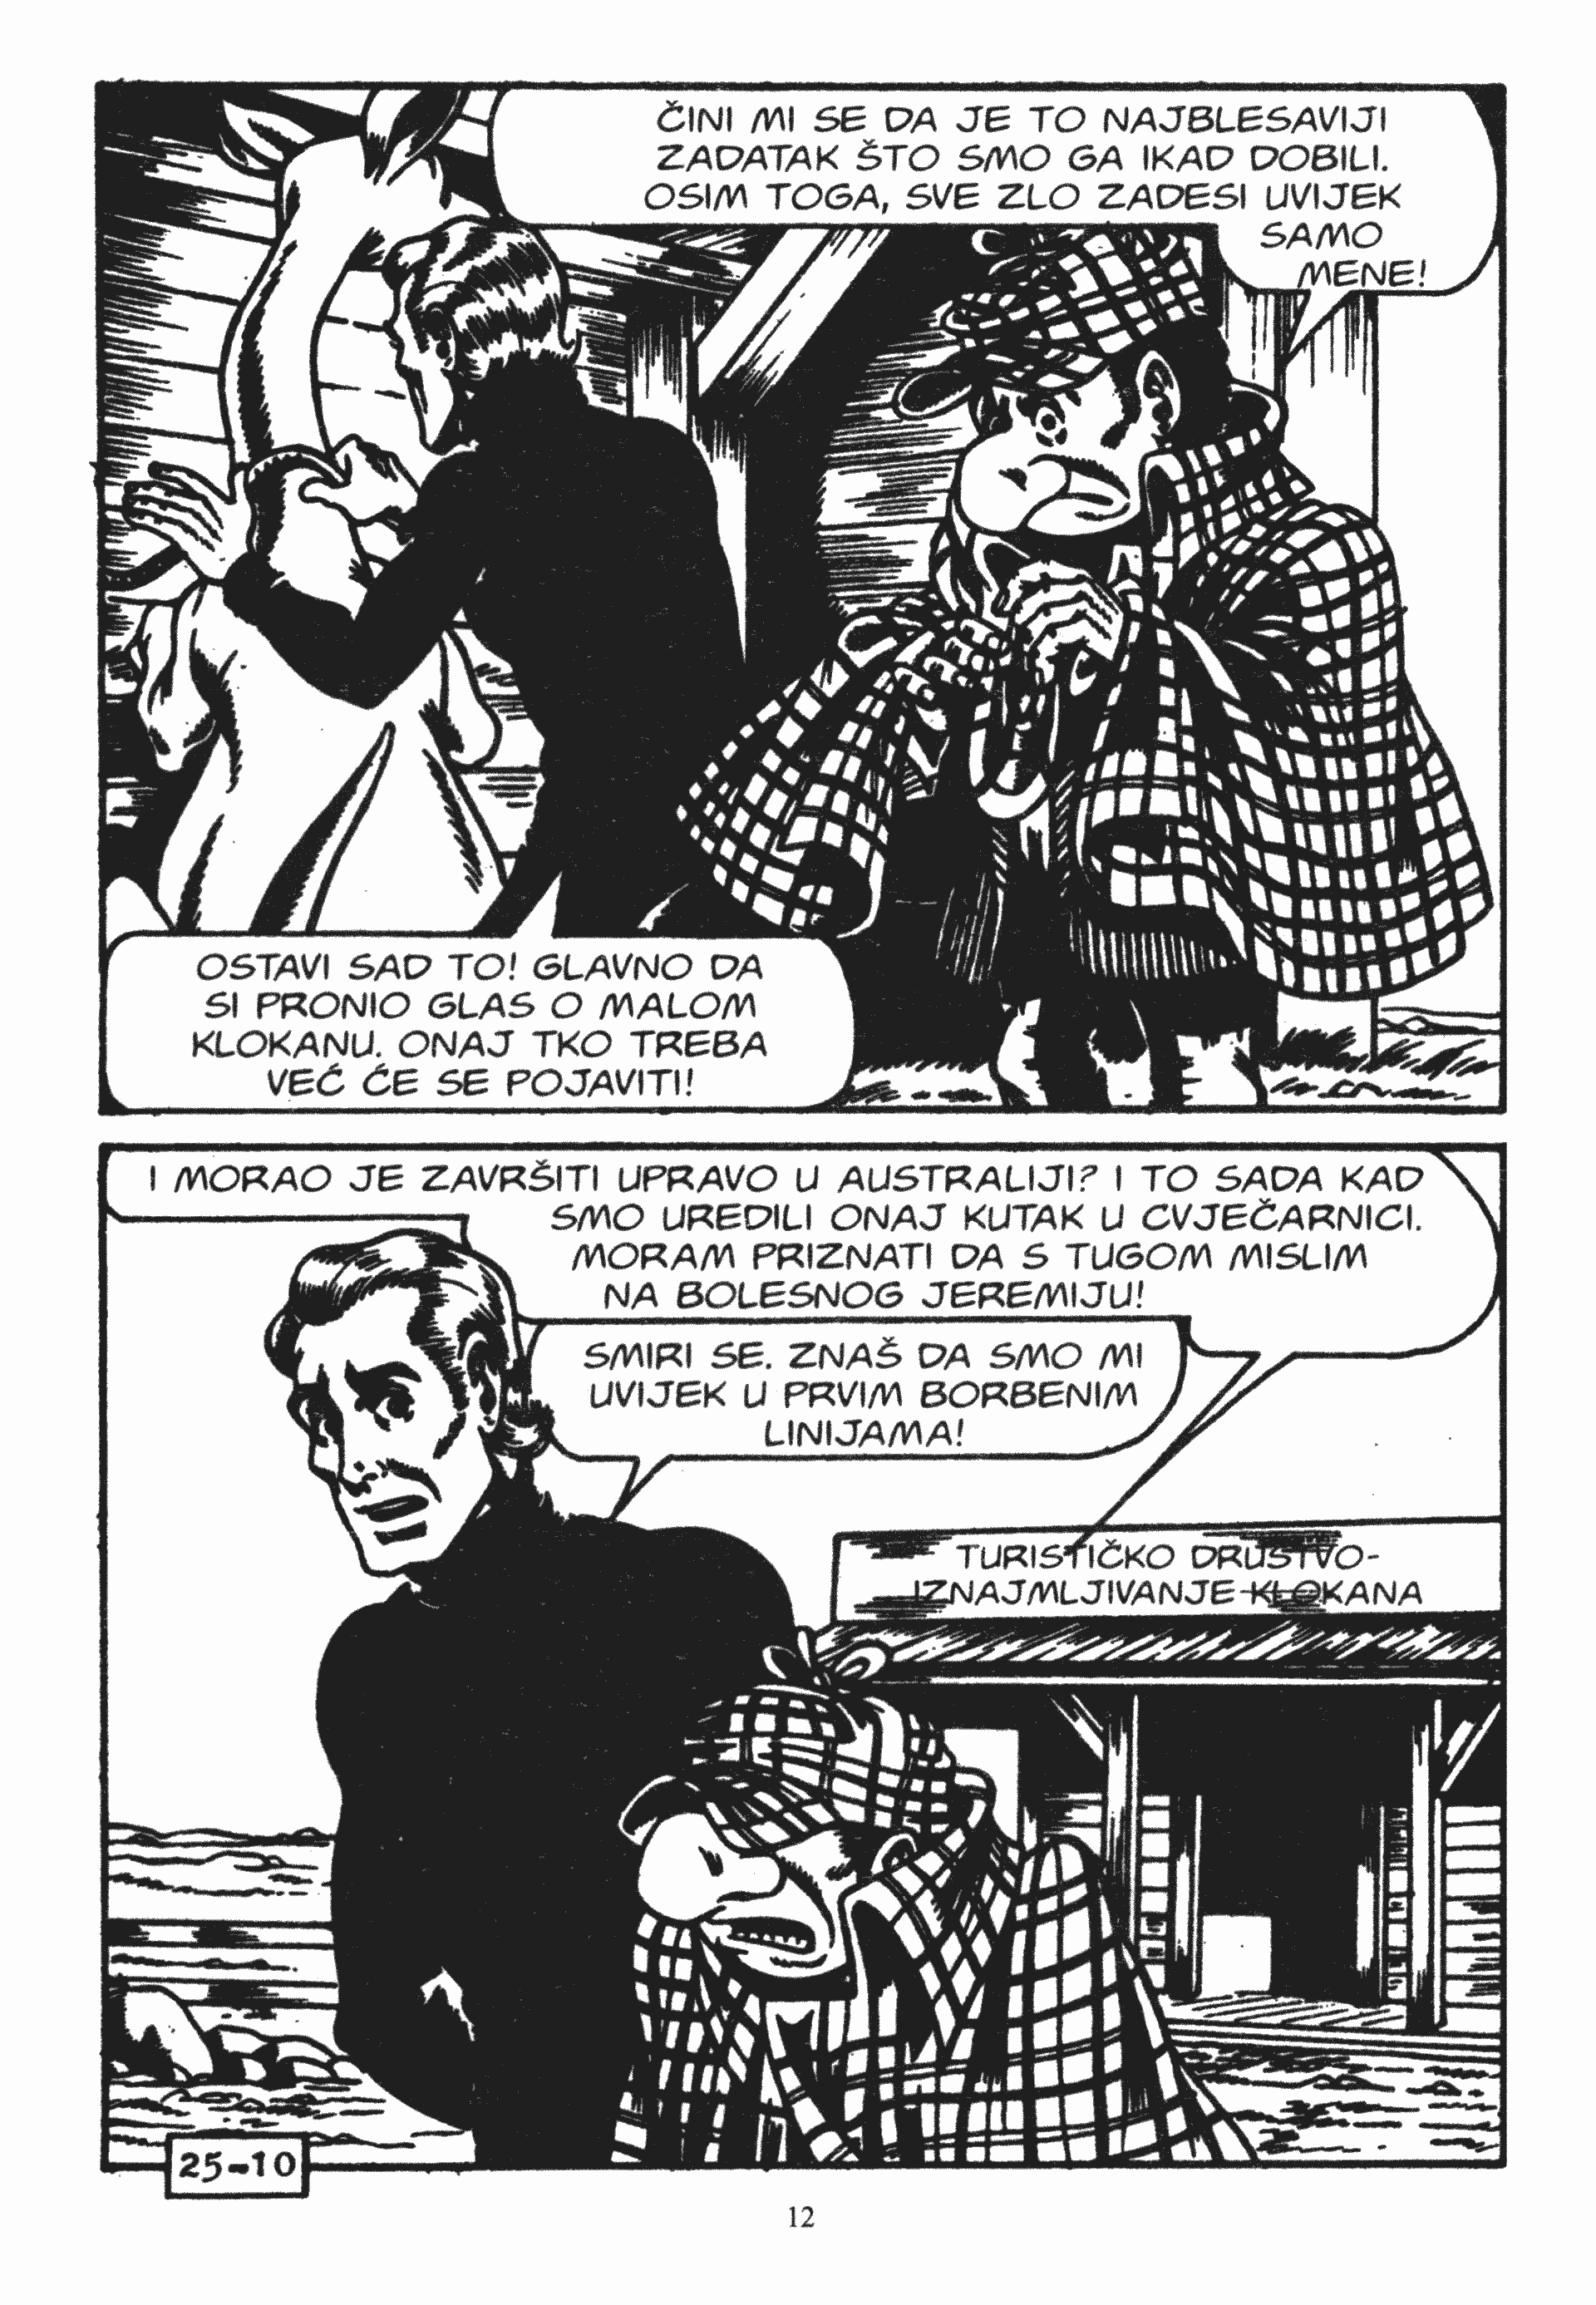 ČINI MI SE DA JE TO NAJBLESAVIJI
ZADATAK ŠTO SMO GA IKAD DOBILI.
OSIM TOGA, SVE ZLO ZADESI UVIJEK
SAMO
MENE!
OSTAVI SAD TO! GLAVNO DA
SI PRONIO GLAS O MALOM
KLOKANU. ONAJ TKO TREBA
VEĆ ĆE SE POJAVITI!
I MORAO JE ZAVRŠITI UPRAVO U AUSTRALIJI? I TO SADA KAD
SMO UREDILI ONAJ KUTAK U CVJEČARNICI.
MORAM PRIZNATI DA S TUGOM MISLIM
NA BOLESNOG JEREMIJU!
SMIRI SE. ZNAŠ DA SMO MI
UVIJEK U PRVIM BORBENIM
LINIJAMA!
TURISTIČKO DRUSTVO-
IZNAJMLJIVANJE KLOKANA
25-10
12